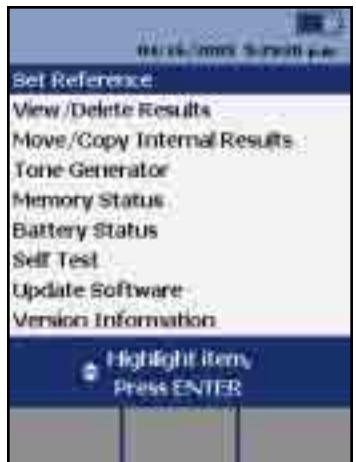 Set Reference
View/Delete Results
Move/Copy Internal Results
Tone Generator
Memory Status
Battery Status
Self Test
Update Software
Version Information
Highlight item,
Press ENTER